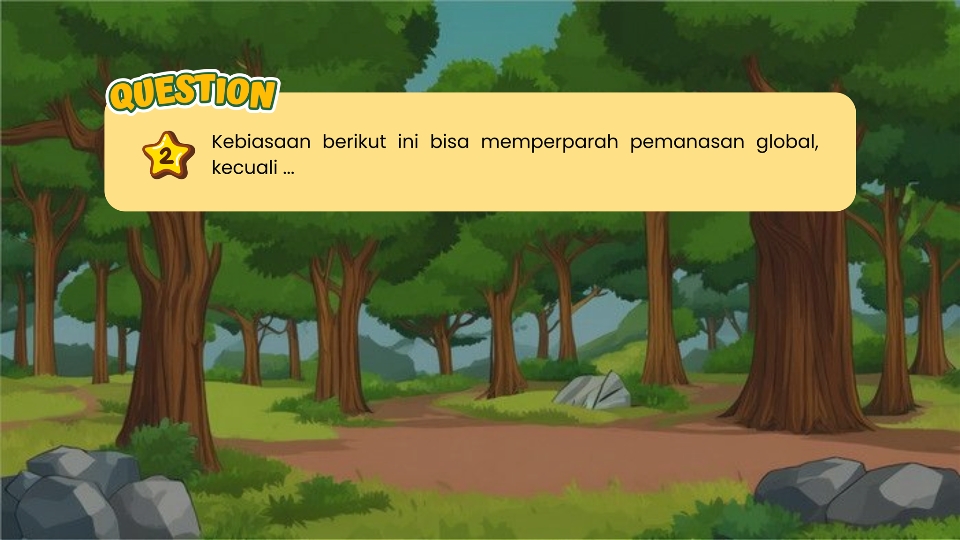 QUESTION
2
Kebiasaan berikut ini bisa memperparah pemanasan global,
kecuali ...